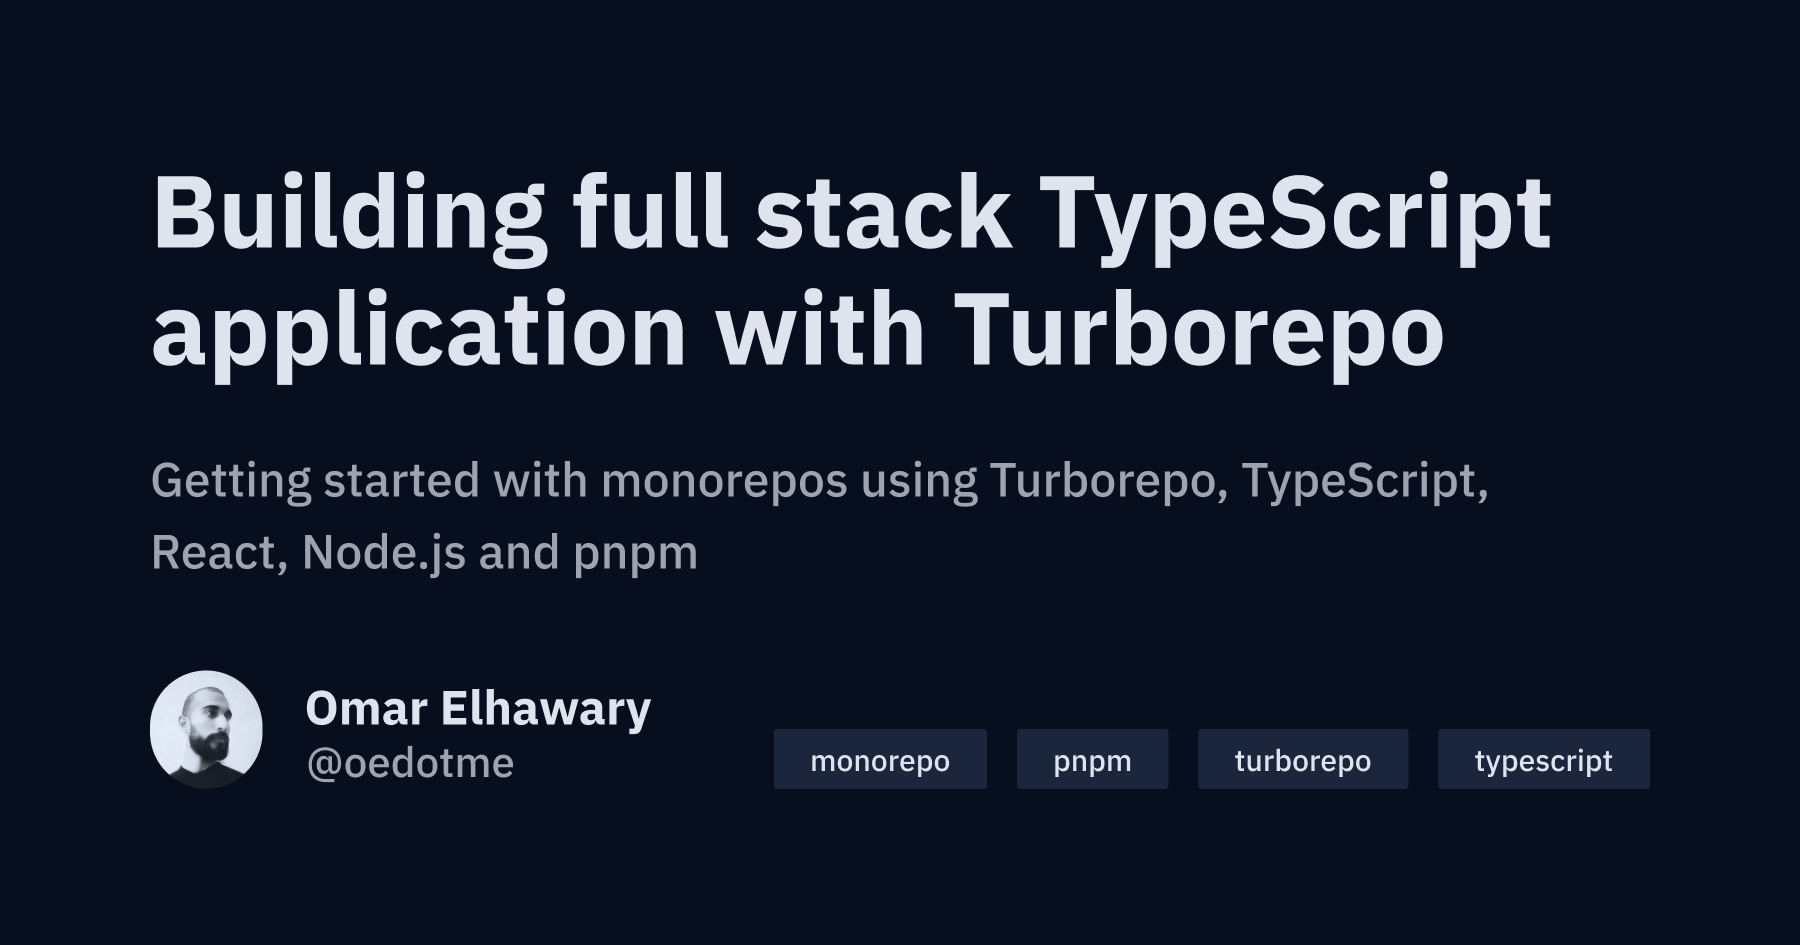 Building full stack TypeScript
application with Turborepo
Getting started with monorepos using Turborepo, TypeScript,
React, Node.js and pnpm
Omar Elhawary
@oedotme
monorepo
pnpm
turborepo
typescript